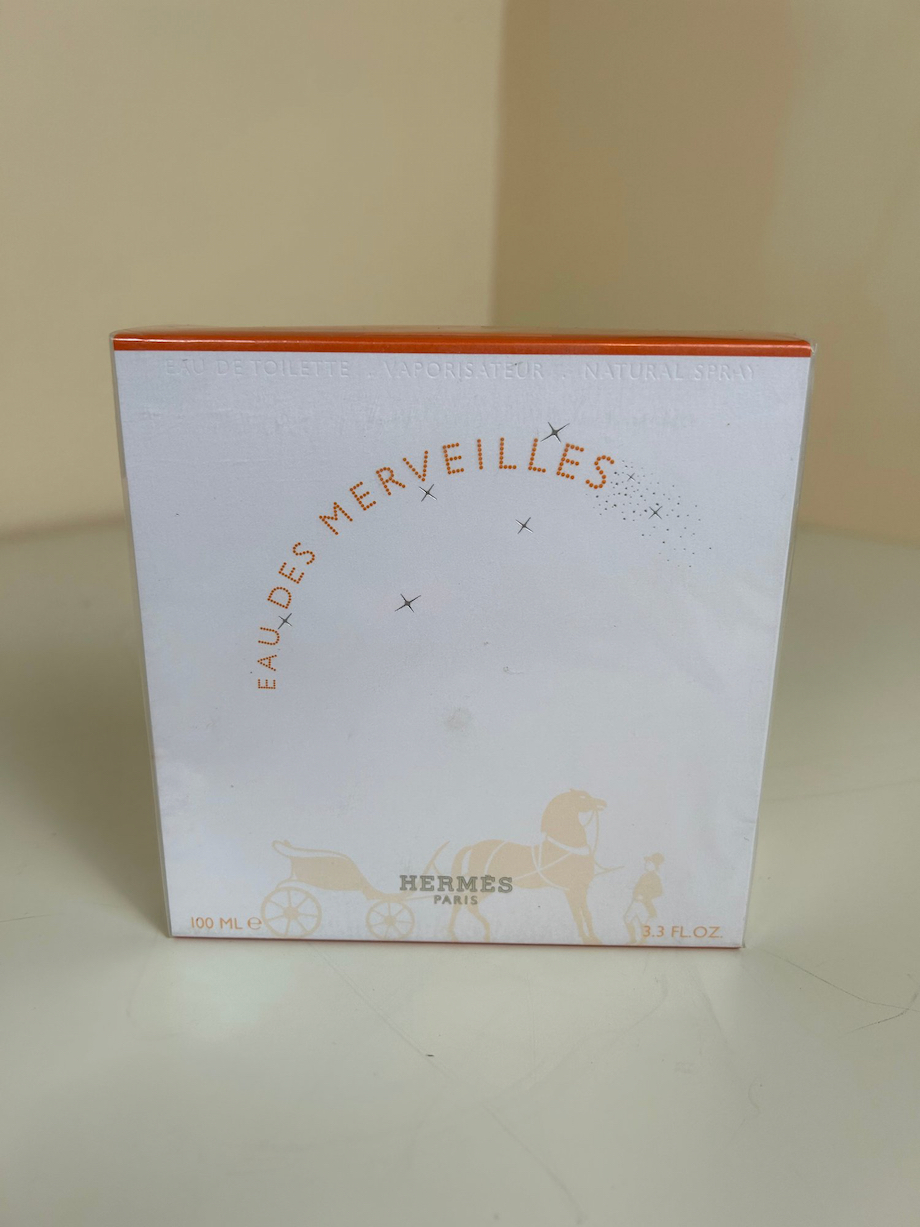 EAU DE TOILETTE . VAPORISATEUR . NATURAL SPRAY
EAU DES MERVEILLES
HERMÈS
PARIS
100 ML ℮
3.3 FL.OZ.